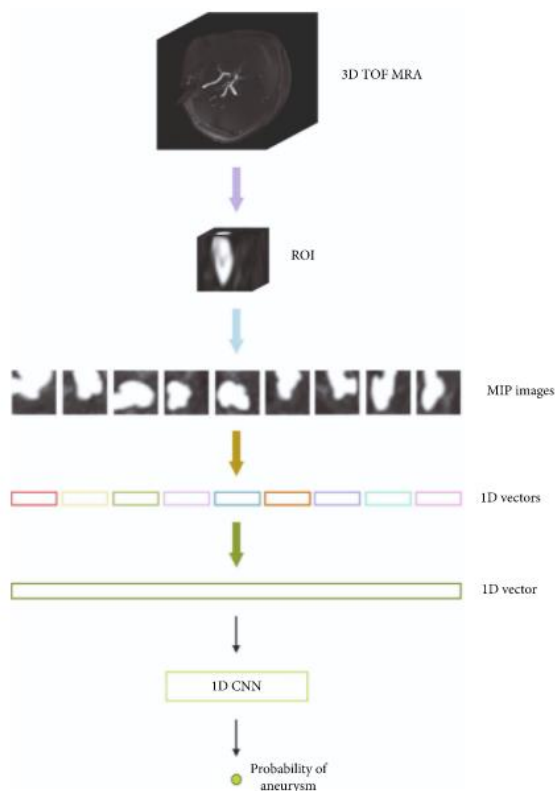 3D TOF MRA
ROI
MIP images
1D vectors
1D vector
1D CNN
Probability of
aneurysm